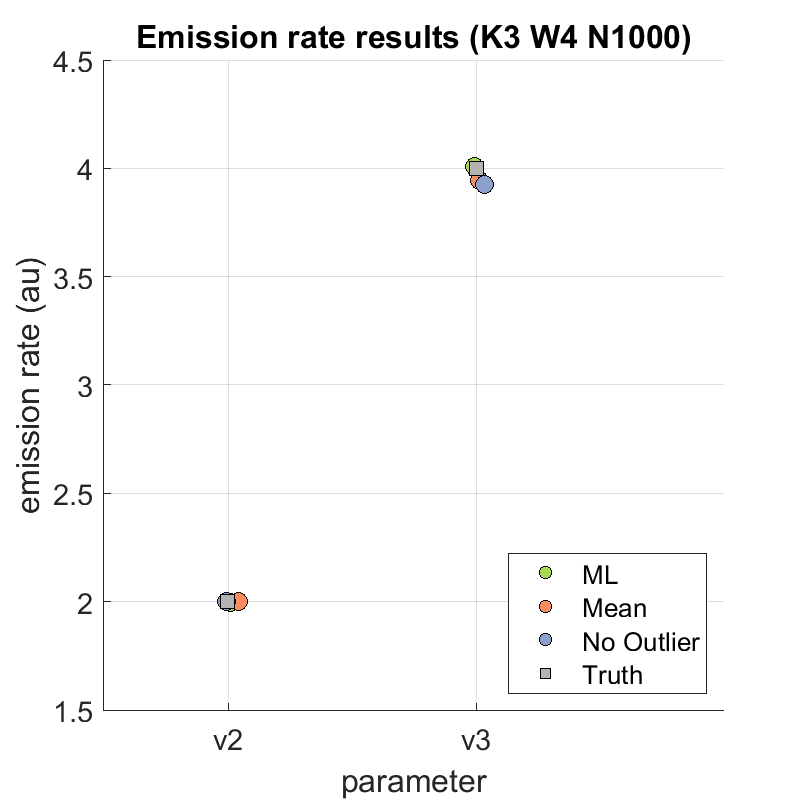 Emission rate results (K3 W4 N1000)
4.5
4
3.5
3
2.5
2
1.5
emission rate (au)
v2
v3
parameter
ML
Mean
No Outlier
Truth